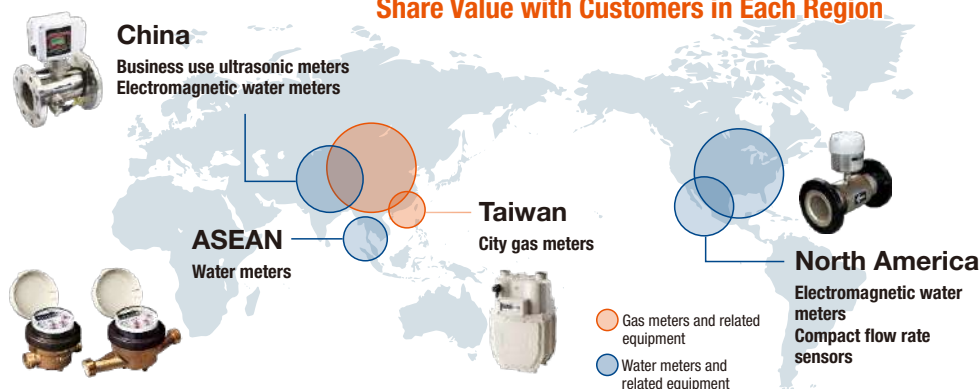 Share Value with Customers in Each Region
China
Business use ultrasonic meters
Electromagnetic water meters
ASEAN
Water meters
Taiwan
City gas meters
North America
Electromagnetic water
meters
Compact flow rate
sensors
Gas meters and related
equipment
Water meters and
related equipment